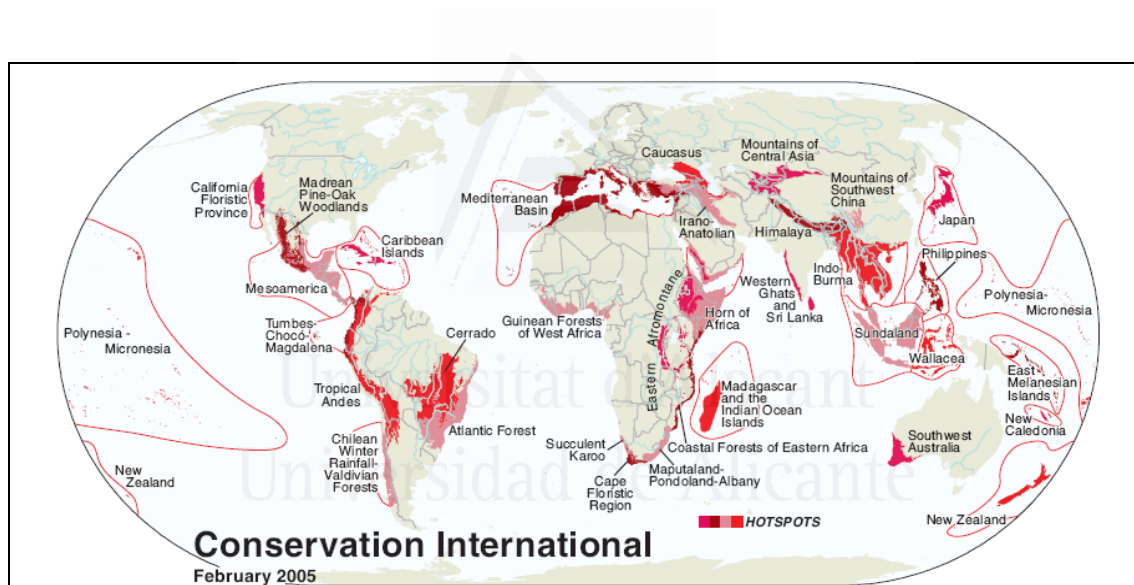 California
Floristic
Province
Madrean
Pine-Oak
Woodlands
Caribbean
Islands
Mesoamerica
Polynesia -
Micronesia
Tumbes-
Chocó-
Magdalena
Tropical
Andes
Cerrado
Atlantic Forest
Chilean
Winter
Rainfall-
Valdivian
Forests
New
Zealand
Mediterranean
Basin
Caucasus
Irano-
Anatolian
Mountains of
Central Asia
Mountains of
Southwest
China
Himalaya
Japan
Philippines
Indo-
Burma
Western
Ghats
and
Sri Lanka
Guinean Forests
of West Africa
Eastern Afromontane
Horn of
Africa
Madagascar
and the
Indian Ocean
Islands
Coastal Forests of Eastern Africa
Maputaland-
Pondoland-Albany
Succulent
Karoo
Cape
Floristic
Region
Sundaland
Wallacea
Polynesia-
Micronesia
East
Melanesian
Islands
New
Caledonia
Southwest
Australia
New Zealand
HOTSPOTS
Universitat d'Alacant
Universidad de Alicante
Conservation International
February 2005